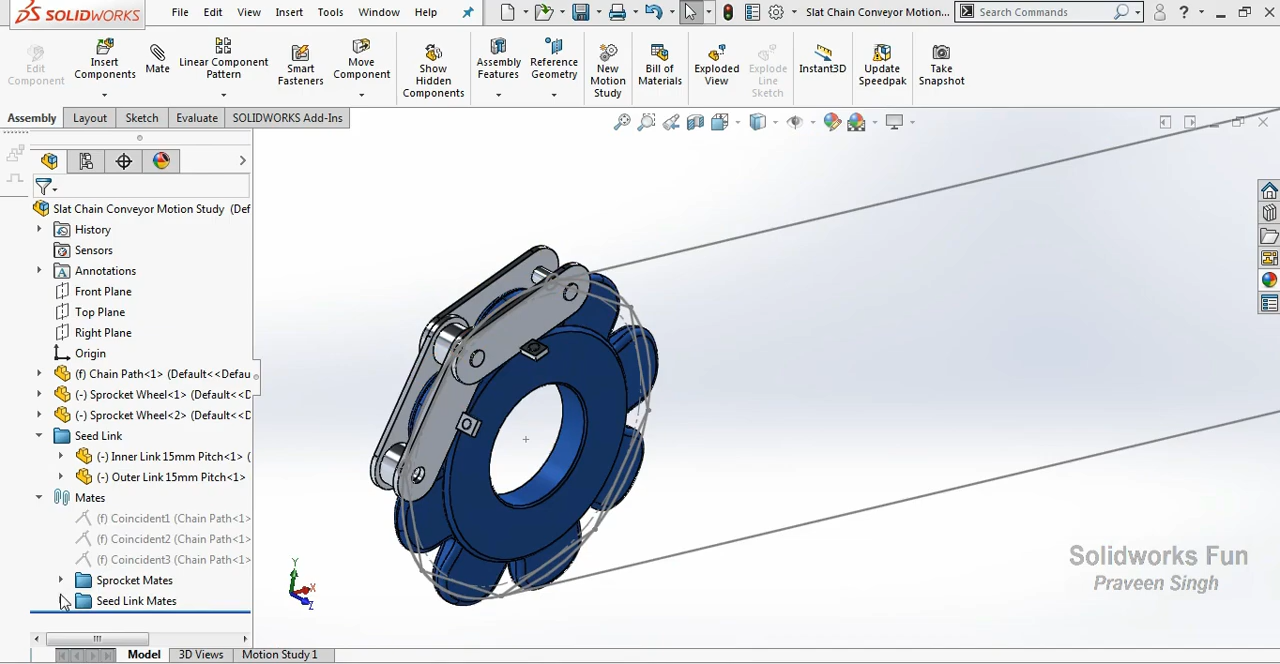 SOLIDWORKS
File Edit View Insert Tools Window Help
Slat Chain Conveyor Motion...
Search Commands
Edit Component
Insert Components
Mate
Linear Component Pattern
Smart Fasteners
Move Component
Show Hidden Components
Assembly Features
Reference Geometry
New Motion Study
Bill of Materials
Exploded View
Explode Line Sketch
Instant3D
Update Speedpak
Take Snapshot
Assembly Layout Sketch Evaluate SOLIDWORKS Add-Ins
Slat Chain Conveyor Motion Study (Def
History
Sensors
Annotations
Front Plane
Top Plane
Right Plane
Origin
(f) Chain Path<1> (Default<<Defau
(-) Sprocket Wheel<1> (Default<<D
(-) Sprocket Wheel<2> (Default<<D
Seed Link
(-) Inner Link 15mm Pitch<1> (
(-) Outer Link 15mm Pitch<1>
Mates
(f) Coincident1 (Chain Path<1>
(f) Coincident2 (Chain Path<1>
(f) Coincident3 (Chain Path<1>
Sprocket Mates
Seed Link Mates
Y
X
Z
Solidworks Fun
Praveen Singh
Model 3D Views Motion Study 1